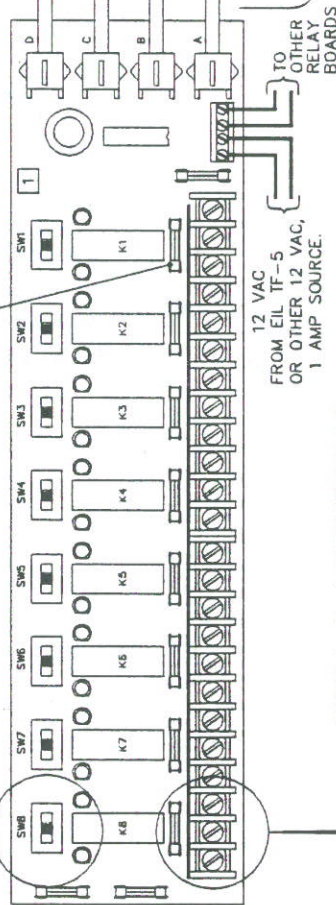 D
C
B
A
1
SW1
SW2
SW3
SW4
SW5
SW6
SW7
SW8
K1
K2
K3
K4
K5
K6
K7
K8
TO
OTHER
RELAY
BOARDS
12 VAC
FROM EIL TF-5
OR OTHER 12 VAC,
1 AMP SOURCE.